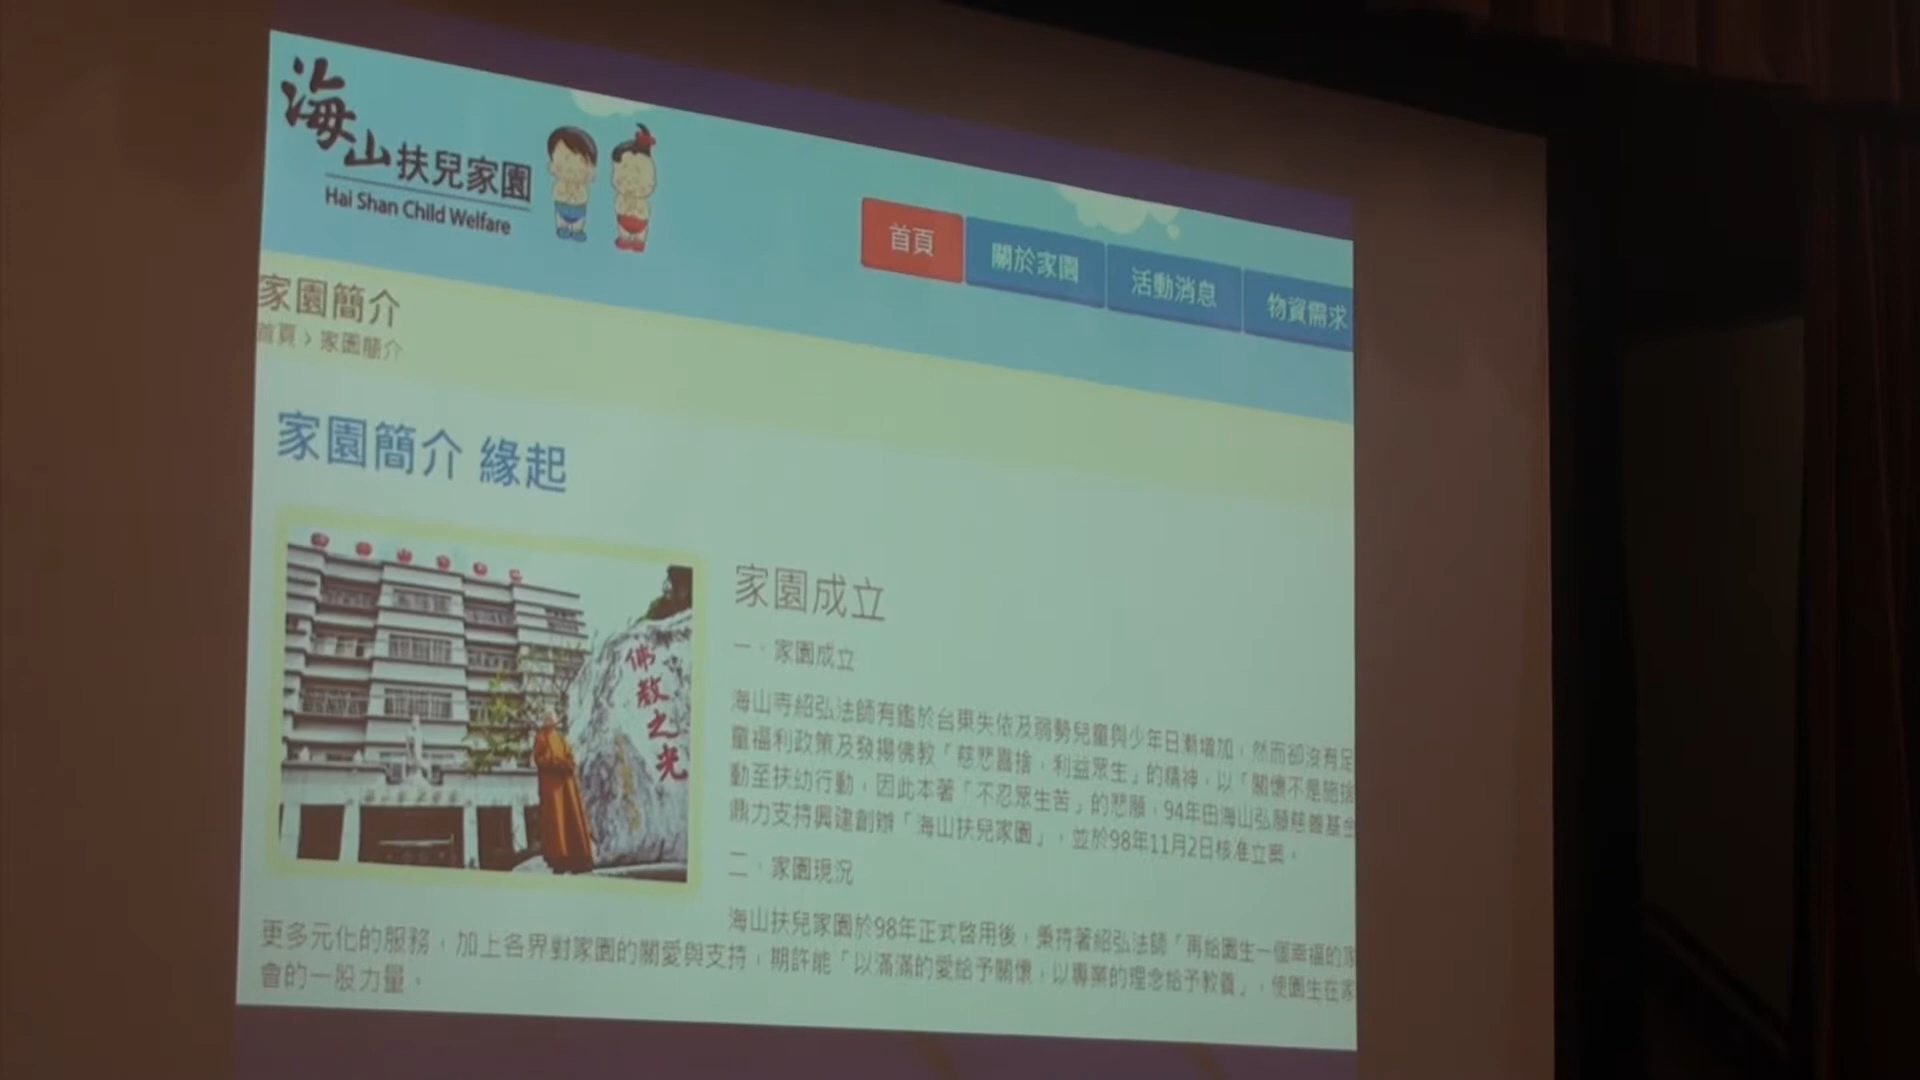 海山扶兒家園
Hai Shan Child Welfare
首頁
關於家園
活動消息
物資需求
家園簡介
首頁 > 家園簡介
家園簡介 緣起
佛教之光
家園成立
一、家園成立
海山寺紹弘法師有鑑於台東失依及弱勢兒童與少年日漸增加，然而卻沒有足
童福利政策及發揚佛教「慈悲喜捨，利益眾生」的精神，以「關懷不是施捨
動至扶幼行動，因此本著「不忍眾生苦」的悲願，94年由海山弘願慈善基金
鼎力支持興建創辦「海山扶兒家園」，並於98年11月2日核准立案。
二、家園現況
海山扶兒家園於98年正式啓用後，秉持著紹弘法師「再給園生一個幸福的家
更多元化的服務，加上各界對家園的關愛與支持，期許能「以滿滿的愛給予關懷，以專業的理念給予教養」，使園生在家
會的一股力量。